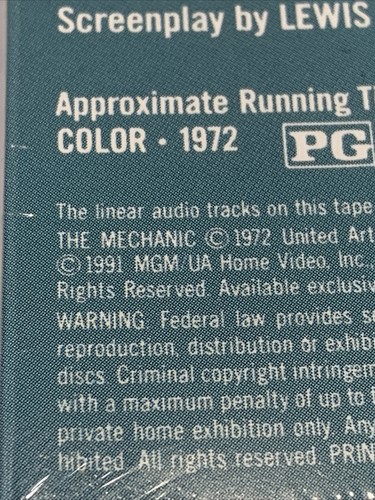 Screenplay by LEWIS
Approximate Running T
COLOR • 1972 PG
The linear audio tracks on this tape
THE MECHANIC © 1972 United Art
© 1991 MGM/UA Home Video, Inc.
Rights Reserved. Available exclusiv
WARNING: Federal law provides se
reproduction, distribution or exhibi
discs. Criminal copyright infringem
with a maximum penalty of up to f
private home exhibition only. Any
hibited. All rights reserved. PRIN